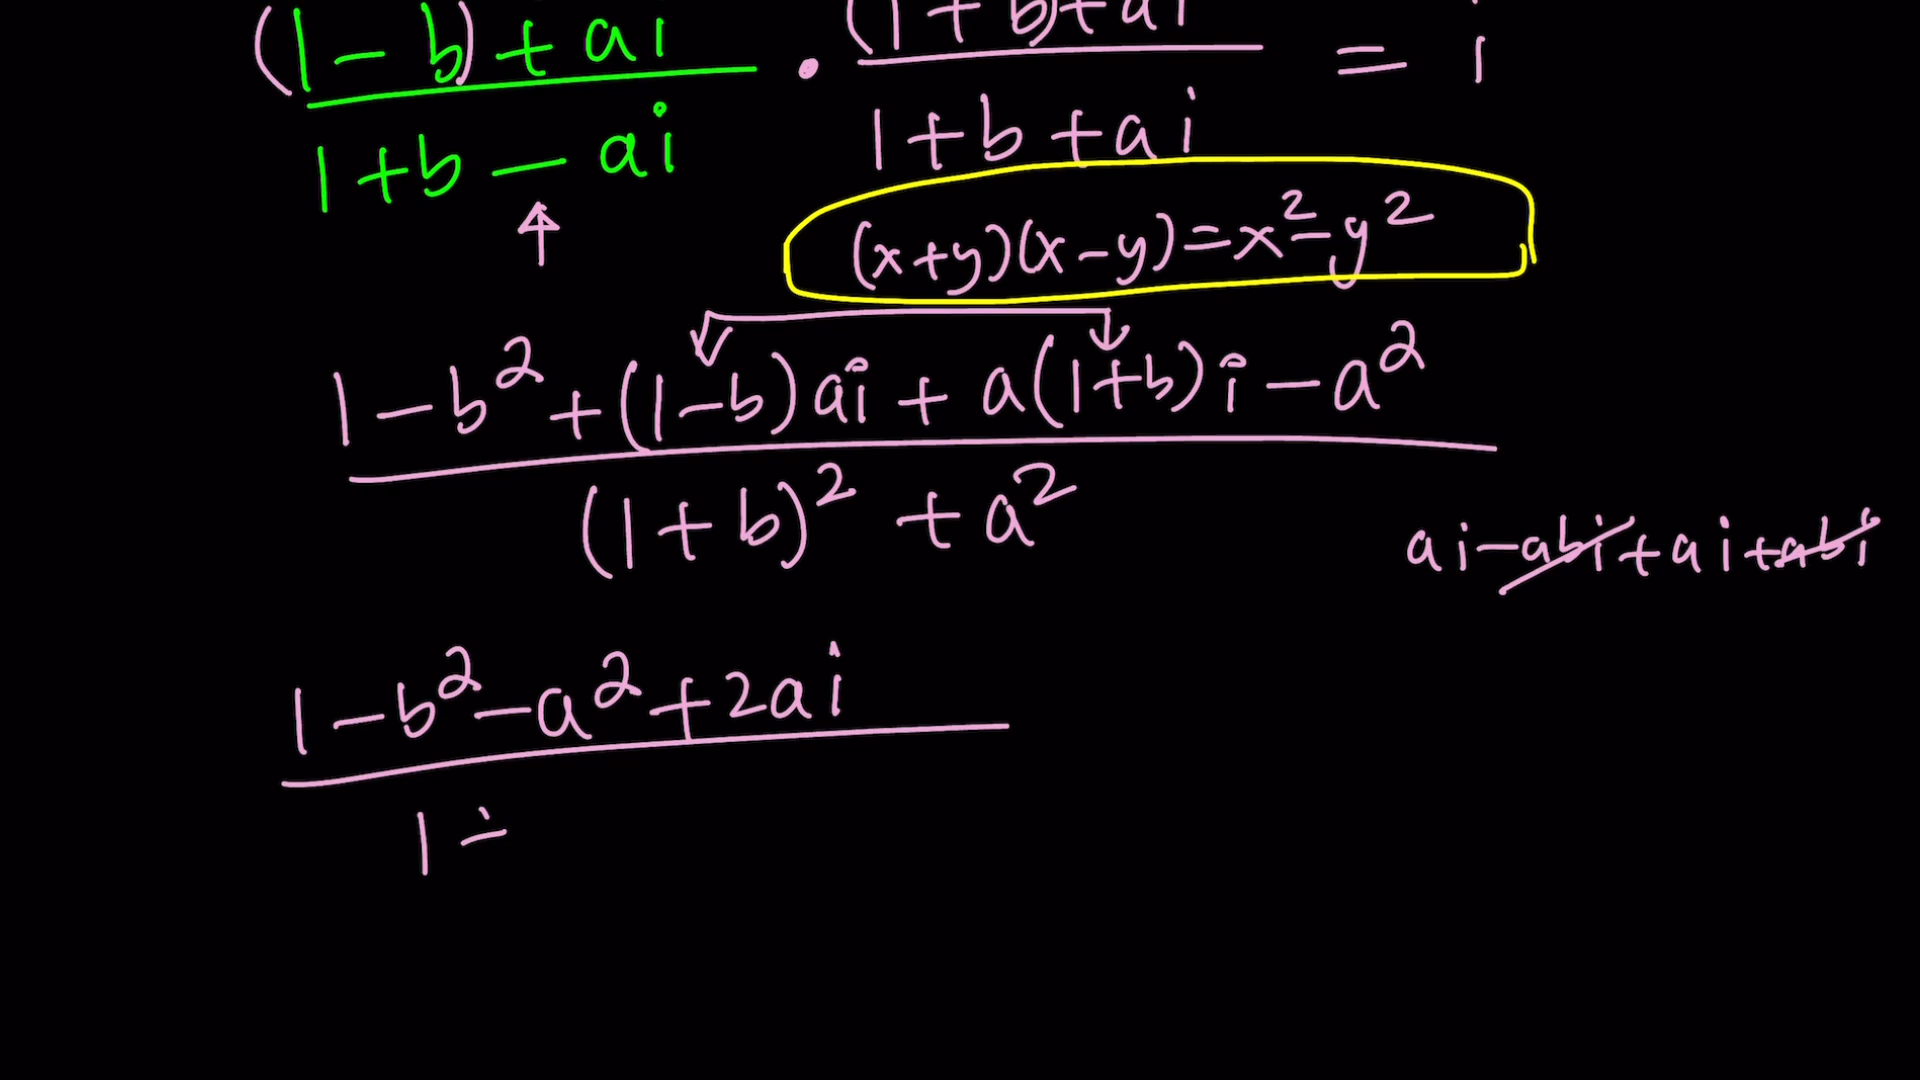 (1-b)+ai/1+b-ai · (1+b)+ai/1+b+ai = i
↑
(x+y)(x-y)=x²-y²
1-b²+(1-b)ai+a(1+b)i-a²
(1+b)²+a²
ai-abi+ai+abi
1-b²-a²+2ai
1